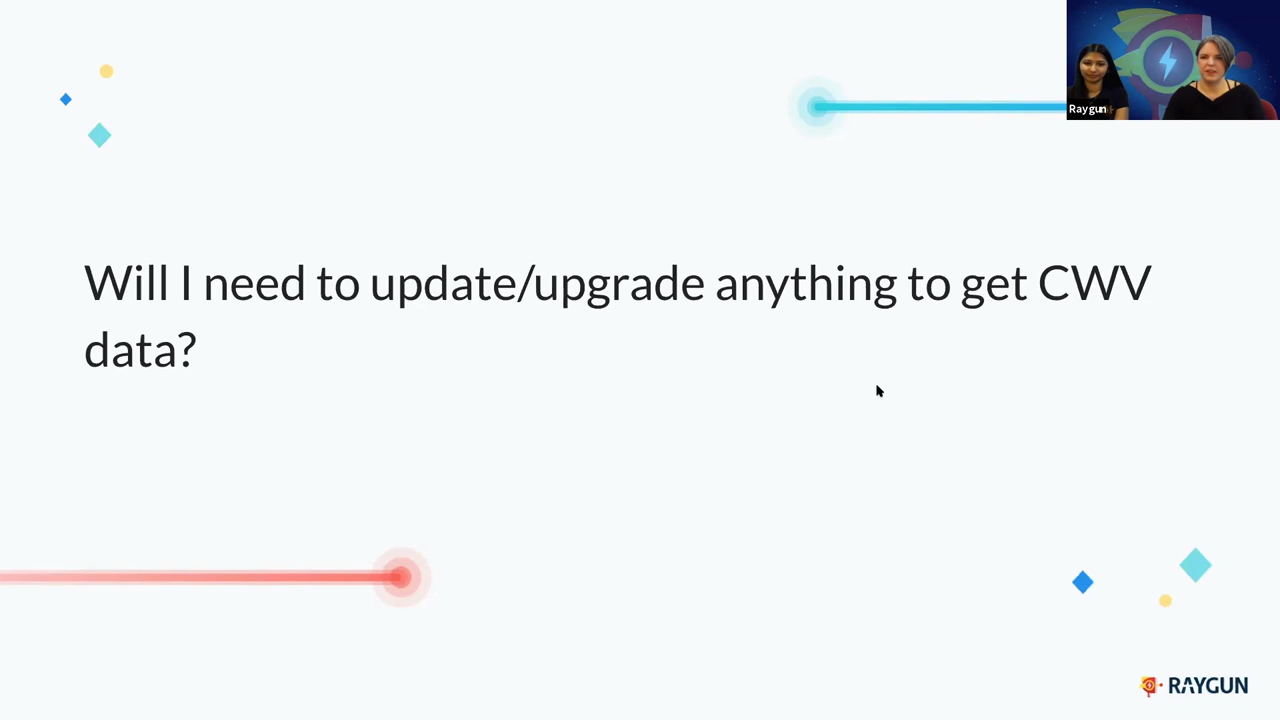 Raygun
Will I need to update/upgrade anything to get CWV
data?
RAYGUN